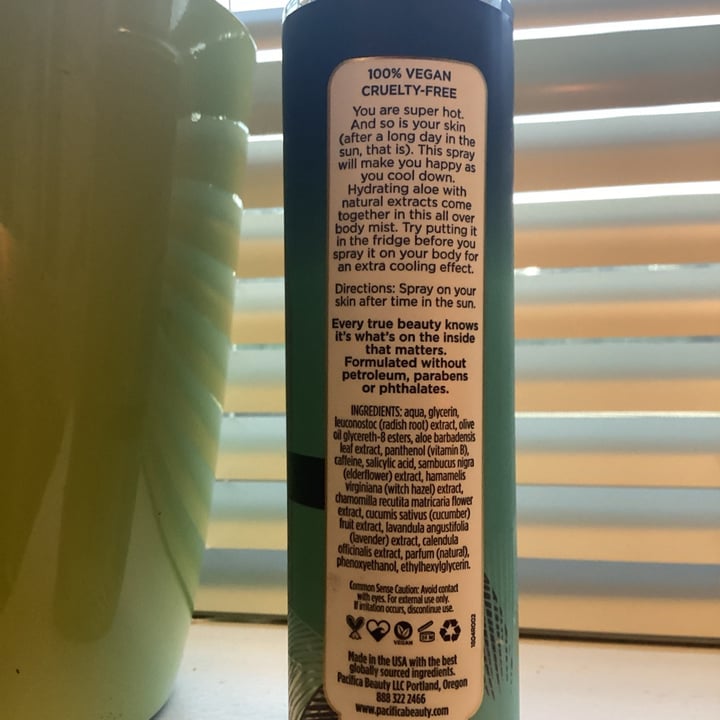 100% VEGAN
CRUELTY-FREE
You are super hot.
And so is your skin
(after a long day in the
sun, that is). This spray
will make you happy as
you cool down.
Hydrating aloe with
natural extracts come
together in this all over
body mist. Try putting it
in the fridge before you
spray it on your body for
an extra cooling effect.
Directions: Spray on your
skin after time in the sun.
Every true beauty knows
it's what's on the inside
that matters.
Formulated without
petroleum, parabens
or phthalates.
INGREDIENTS: aqua, glycerin,
leuconostoc (radish root) extract, olive
oil glycereth-8 esters, aloe barbadensis
leaf extract, panthenol (vitamin B),
caffeine, salicylic acid, sambucus nigra
(elderflower) extract, hamamelis
virginiana (witch hazel) extract,
chamomilla recutita matricaria flower
extract, cucumis sativus (cucumber)
fruit extract, lavandula angustifolia
(lavender) extract, calendula
officinalis extract, parfum (natural),
phenoxyethanol, ethylhexylglycerin.
Common Sense Caution: Avoid contact
with eyes. For external use only.
If irritation occurs, discontinue use.
VEGAN
Made in the USA with the best
globally sourced ingredients.
Pacifica Beauty LLC Portland, Oregon
888 322 2466
www.pacificabeauty.com